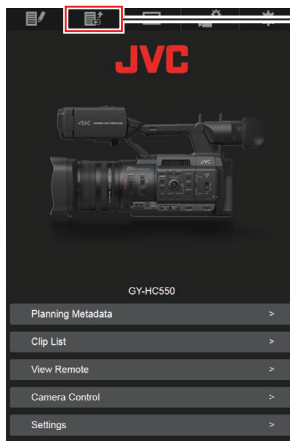 JVC
GY-HC550
Planning Metadata >
Clip List >
View Remote >
Camera Control >
Settings >